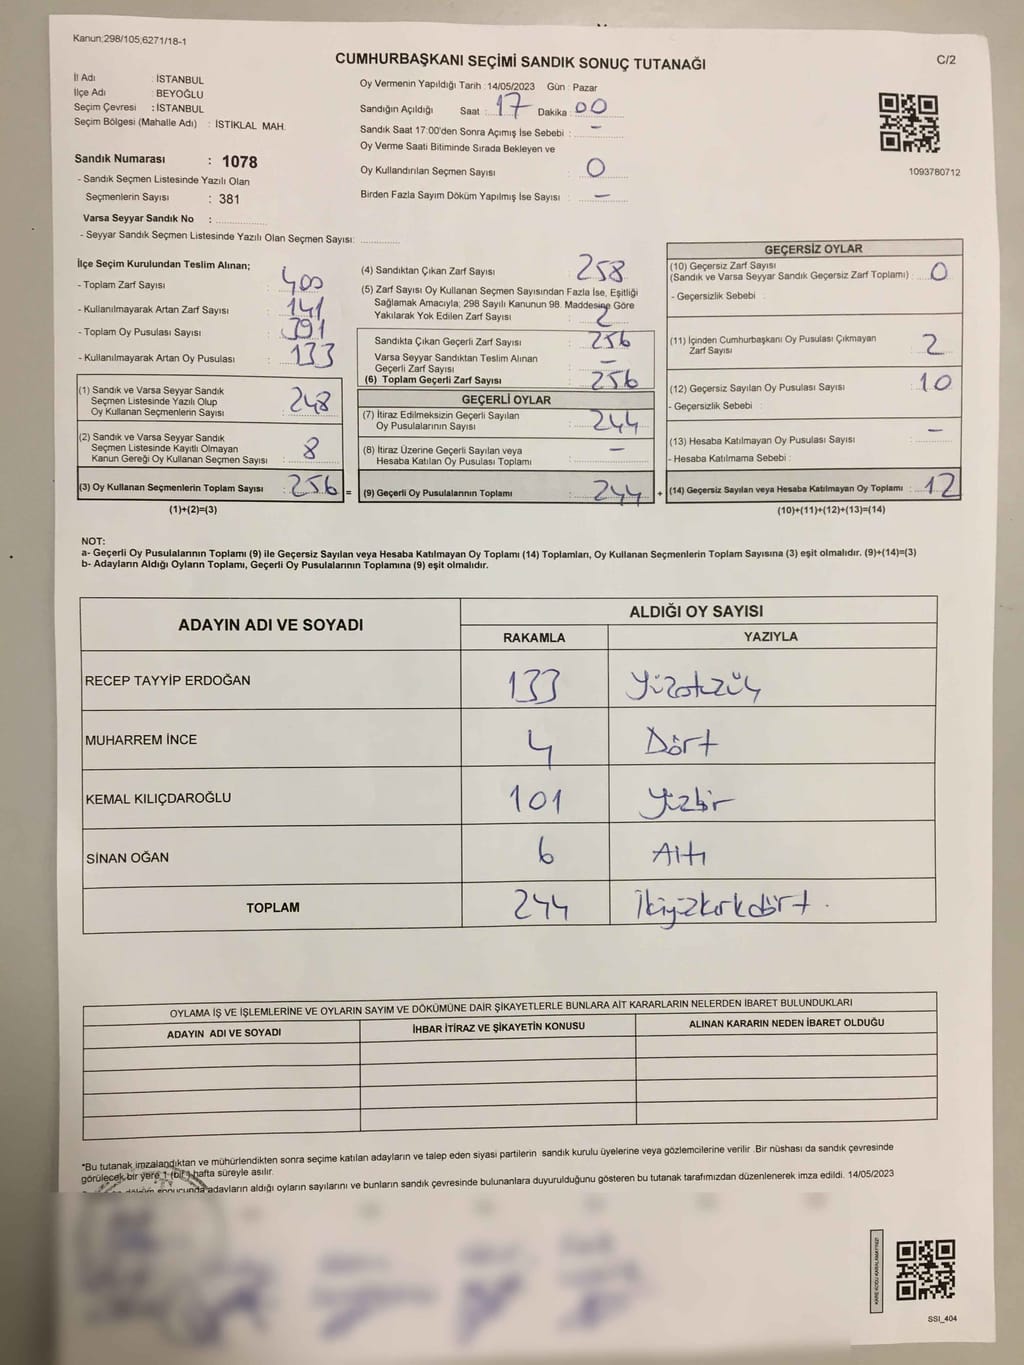 Kanun;298/105;6271/18-1
CUMHURBAŞKANI SEÇİMİ SANDIK SONUÇ TUTANAĞI
C/2
İl Adı : İSTANBUL
İlçe Adı : BEYOĞLU
Seçim Çevresi : İSTANBUL
Seçim Bölgesi (Mahalle Adı) : İSTİKLAL MAH.
Sandık Numarası : 1078
- Sandık Seçmen Listesinde Yazılı Olan
Seçmenlerin Sayısı : 381
Varsa Seyyar Sandık No :
- Seyyar Sandık Seçmen Listesinde Yazılı Olan Seçmen Sayısı:
Oy Vermenin Yapıldığı Tarih : 14/05/2023 Gün : Pazar
Sandığın Açıldığı Saat : 17 Dakika : 00
Sandık Saat 17:00'den Sonra Açımış İse Sebebi : -
Oy Verme Saati Bitiminde Sırada Bekleyen ve
Oy Kullandırılan Seçmen Sayısı : 0
Birden Fazla Sayım Döküm Yapılmış İse Sayısı : -
1093780712
İlçe Seçim Kurulundan Teslim Alınan;
- Toplam Zarf Sayısı : 400
- Kullanılmayarak Artan Zarf Sayısı : 141
- Toplam Oy Pusulası Sayısı : 391
- Kullanılmayarak Artan Oy Pusulası : 133
(1) Sandık ve Varsa Seyyar Sandık
Seçmen Listesinde Yazılı Olup
Oy Kullanan Seçmenlerin Sayısı : 248
(2) Sandık ve Varsa Seyyar Sandık
Seçmen Listesinde Kayıtlı Olmayan
Kanun Gereği Oy Kullanan Seçmen Sayısı : 8
(3) Oy Kullanan Seçmenlerin Toplam Sayısı : 256 =
(1)+(2)=(3)
(4) Sandıktan Çıkan Zarf Sayısı : 258
(5) Zarf Sayısı Oy Kullanan Seçmen Sayısından Fazla İse, Eşitliği
Sağlamak Amacıyla; 298 Sayılı Kanunun 98. Maddesine Göre
Yakılarak Yok Edilen Zarf Sayısı : 2
Sandıkta Çıkan Geçerli Zarf Sayısı : 256
Varsa Seyyar Sandıktan Teslim Alınan
Geçerli Zarf Sayısı : -
(6) Toplam Geçerli Zarf Sayısı : 256
GEÇERLİ OYLAR
(7) İtiraz Edilmeksizin Geçerli Sayılan
Oy Pusulalarının Sayısı : 244
(8) İtiraz Üzerine Geçerli Sayılan veya
Hesaba Katılan Oy Pusulası Toplamı : -
(9) Geçerli Oy Pusulalarının Toplamı : 244 +
GEÇERSİZ OYLAR
(10) Geçersiz Zarf Sayısı
(Sandık ve Varsa Seyyar Sandık Geçersiz Zarf Toplamı) : 0
- Geçersizlik Sebebi :
(11) İçinden Cumhurbaşkanı Oy Pusulası Çıkmayan
Zarf Sayısı : 2
(12) Geçersiz Sayılan Oy Pusulası Sayısı : 10
- Geçersizlik Sebebi :
(13) Hesaba Katılmayan Oy Pusulası Sayısı : -
- Hesaba Katılmama Sebebi :
(14) Geçersiz Sayılan veya Hesaba Katılmayan Oy Toplamı : 12
(10)+(11)+(12)+(13)=(14)
NOT:
a- Geçerli Oy Pusulalarının Toplamı (9) ile Geçersiz Sayılan veya Hesaba Katılmayan Oy Toplamı (14) Toplamları, Oy Kullanan Seçmenlerin Toplam Sayısına (3) eşit olmalıdır. (9)+(14)=(3)
b- Adayların Aldığı Oyların Toplamı, Geçerli Oy Pusulalarının Toplamına (9) eşit olmalıdır.
ADAYIN ADI VE SOYADI
ALDIĞI OY SAYISI
RAKAMLA YAZIYLA
RECEP TAYYİP ERDOĞAN 133 Yüzotuzüç
MUHARREM İNCE 4 Dört
KEMAL KILIÇDAROĞLU 101 Yüzbir
SİNAN OĞAN 6 Altı
TOPLAM 244 İkiyüzkırkdört.
OYLAMA İŞ VE İŞLEMLERİNE VE OYLARIN SAYIM VE DÖKÜMÜNE DAİR ŞİKAYETLERLE BUNLARA AİT KARARLARIN NELERDEN İBARET BULUNDUKLARI
ADAYIN ADI VE SOYADI İHBAR İTİRAZ VE ŞİKAYETİN KONUSU ALINAN KARARIN NEDEN İBARET OLDUĞU
*Bu tutanak imzalandıktan ve mühürlendikten sonra seçime katılan adayların ve talep eden siyasi partilerin sandık kurulu üyelerine veya gözlemcilerine verilir .Bir nüshası da sandık çevresinde
görülecek bir yere 1 (bir) hafta süreyle asılır.
döküm sonucunda adayların aldığı oyların sayılarını ve bunların sandık çevresinde bulunanlara duyurulduğunu gösteren bu tutanak tarafımızdan düzenlenerek imza edildi. 14/05/2023
KARE KODU KARALAMAYINIZ!
SSI_404